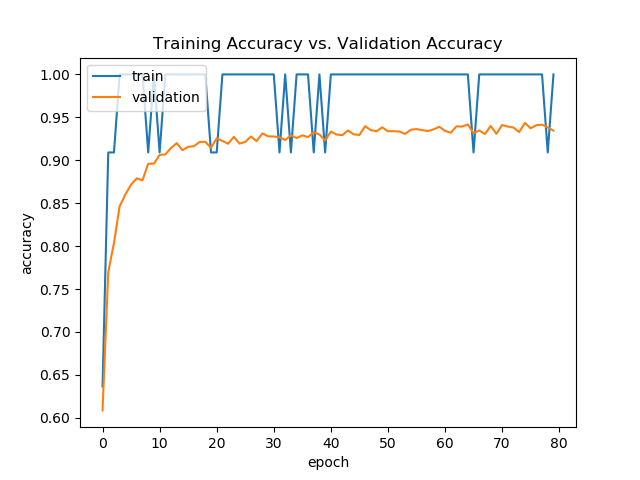 Training Accuracy vs. Validation Accuracy
train
validation
1.00
0.95
0.90
0.85
0.80
0.75
0.70
0.65
0.60
accuracy
0 10 20 30 40 50 60 70 80
epoch